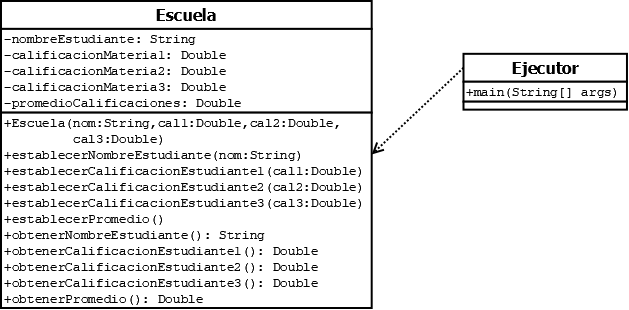 Escuela
-nombreEstudiante: String
-calificacionMateria1: Double
-calificacionMateria2: Double
-calificacionMateria3: Double
-promedioCalificaciones: Double
+Escuela(nom:String,cal1:Double,cal2:Double,
cal3:Double)
+establecerNombreEstudiante(nom:String)
+establecerCalificacionEstudiante1(cal1:Double)
+establecerCalificacionEstudiante2(cal2:Double)
+establecerCalificacionEstudiante3(cal3:Double)
+establecerPromedio()
+obtenerNombreEstudiante(): String
+obtenerCalificacionEstudiante1(): Double
+obtenerCalificacionEstudiante2(): Double
+obtenerCalificacionEstudiante3(): Double
+obtenerPromedio(): Double
Ejecutor
+main(String[] args)